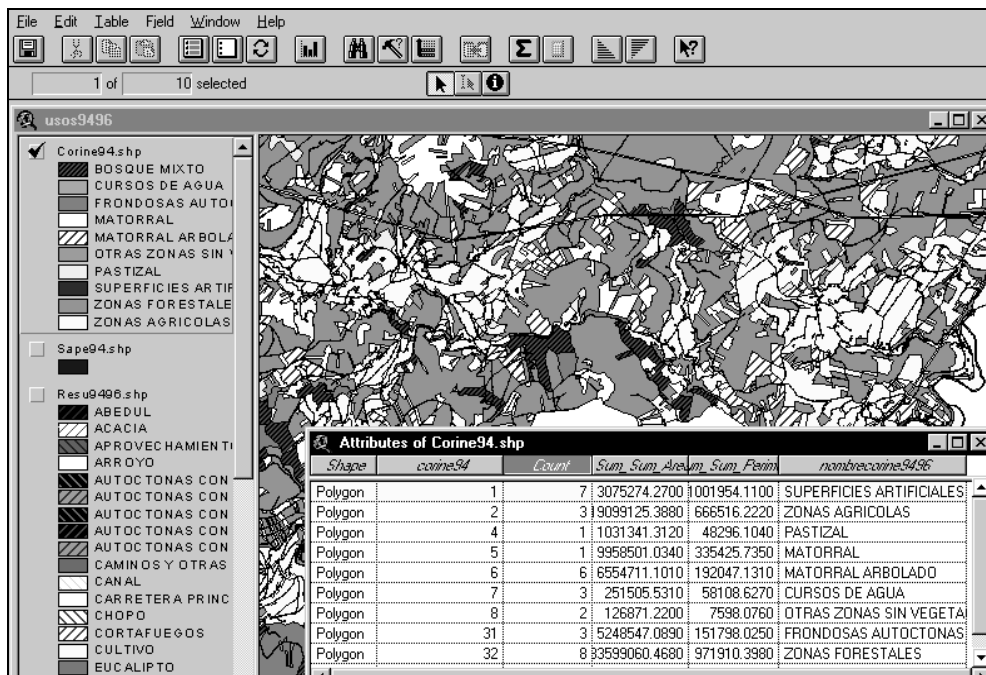 File Edit Table Field Window Help
1 of 10 selected
usos9496
Corine94.shp
BOSQUE MIXTO
CURSOS DE AGUA
FRONDOSAS AUTO
MATORRAL
MATORRAL ARBOLA
OTRAS ZONAS SIN
PASTIZAL
SUPERFICIES ARTIF
ZONAS FORESTALE
ZONAS AGRICOLAS
Sape94.shp
Resu9496.shp
ABEDUL
ACACIA
APROVECHAMIENT
ARROYO
AUTOCTONAS CON
AUTOCTONAS CON
AUTOCTONAS CON
AUTOCTONAS CON
AUTOCTONAS CON
CAMINOS Y OTRAS
CANAL
CARRETERA PRINC
CHOPO
CORTAFUEGOS
CULTIVO
EUCALIPTO
Attributes of Corine94.shp
Shape corine94 Count Sum_Sum_Area um_Sum_Perim nombrecorine9496
Polygon 1 7 3075274.2700 1001954.1100 SUPERFICIES ARTIFICIALES
Polygon 2 3 19099125.3880 666516.2220 ZONAS AGRICOLAS
Polygon 4 1 1031341.3120 48296.1040 PASTIZAL
Polygon 5 1 9958501.0340 335425.7350 MATORRAL
Polygon 6 6 6554711.1010 192047.1310 MATORRAL ARBOLADO
Polygon 7 3 251505.5310 58108.6270 CURSOS DE AGUA
Polygon 8 2 126871.2200 7598.0760 OTRAS ZONAS SIN VEGETA
Polygon 31 3 5248547.0890 151798.0250 FRONDOSAS AUTOCTONAS
Polygon 32 8 33599060.4680 971910.3980 ZONAS FORESTALES